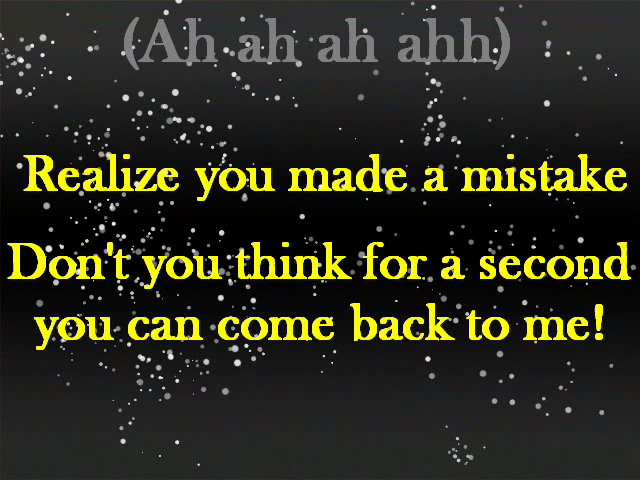 (Ah ah ah ahh)
Realize you made a mistake
Don't you think for a second
you can come back to me!